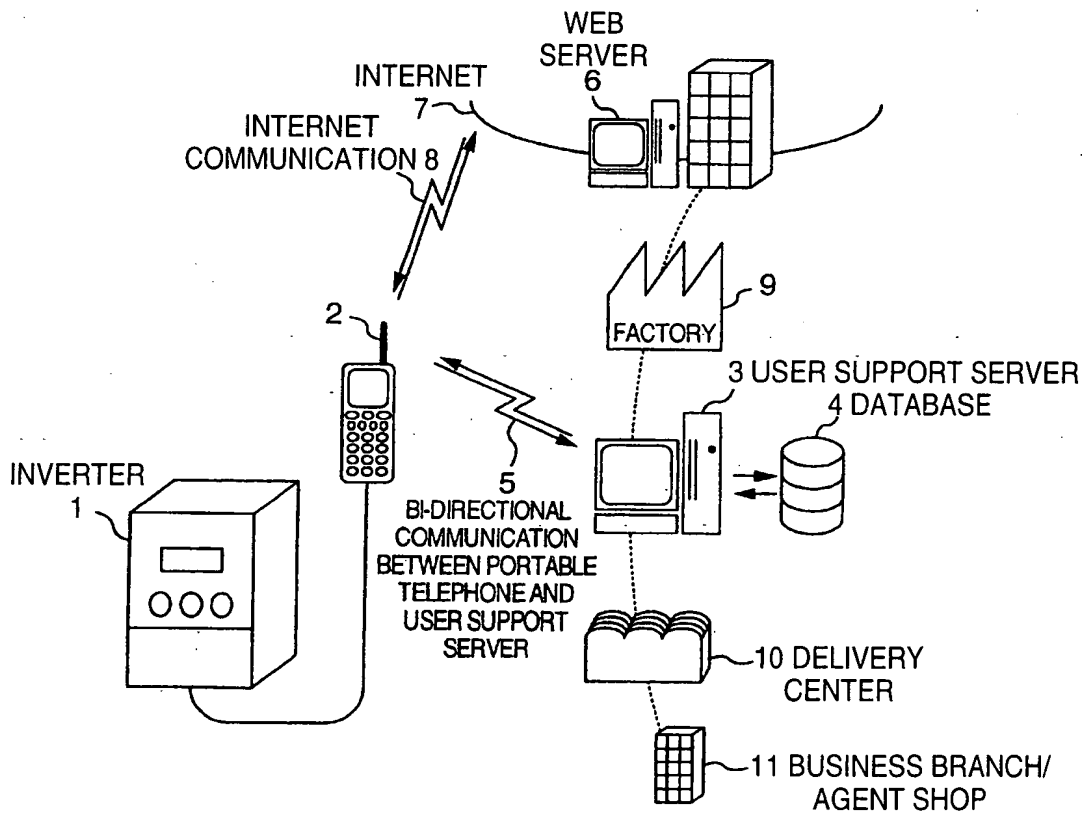 WEB
SERVER
6
INTERNET
7
INTERNET
COMMUNICATION 8
2
9
FACTORY
3 USER SUPPORT SERVER
4 DATABASE
INVERTER
1
5
BI-DIRECTIONAL
COMMUNICATION
BETWEEN PORTABLE
TELEPHONE AND
USER SUPPORT
SERVER
10 DELIVERY
CENTER
11 BUSINESS BRANCH/
AGENT SHOP